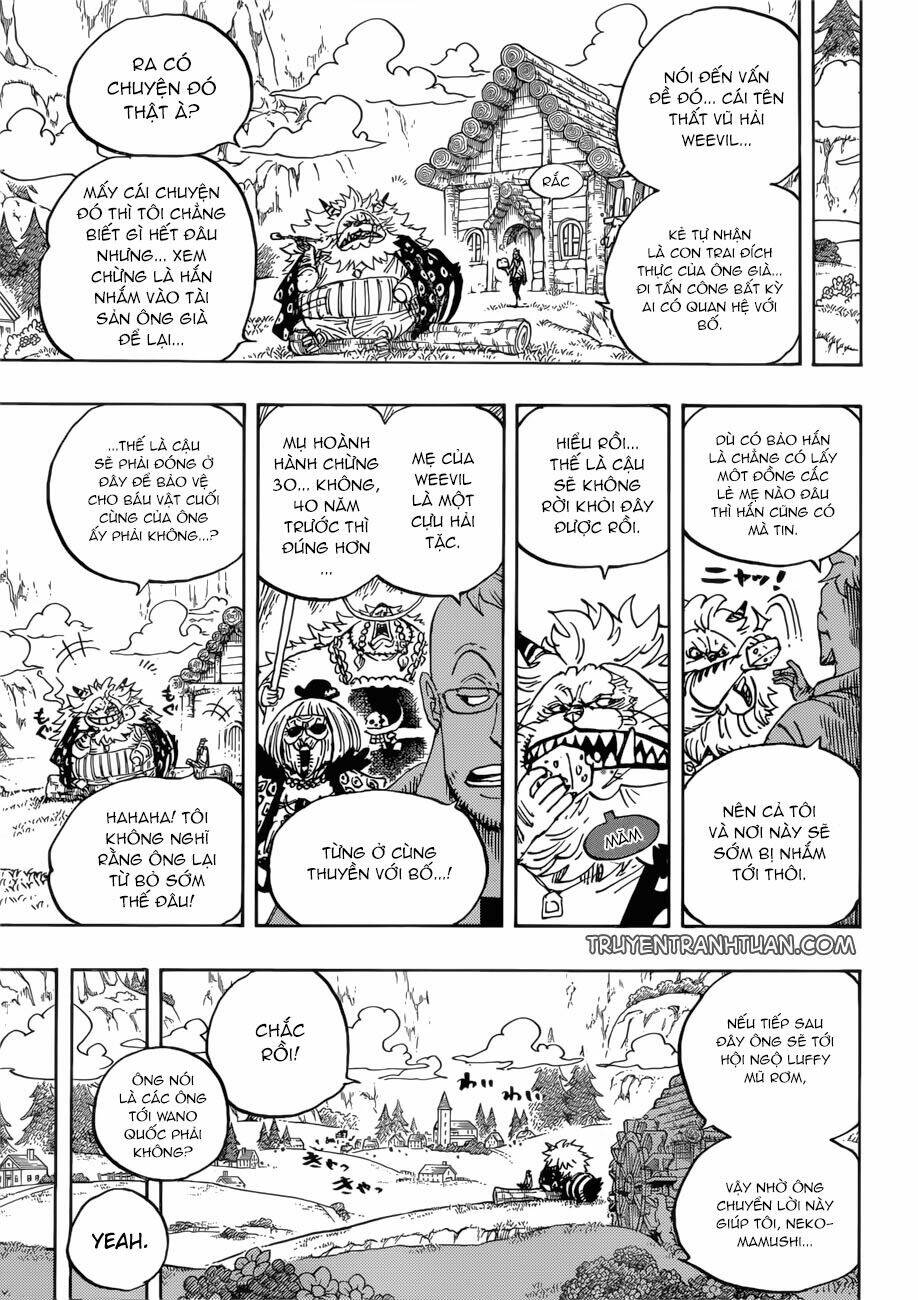 NÓI ĐẾN VẤN
ĐỀ ĐÓ... CÁI TÊN
THẤT VŨ HẢI
WEEVIL...
KẺ TỰ NHẬN
LÀ CON TRAI ĐÍCH
THỰC CỦA ÔNG GIÀ...
ĐI TẤN CÔNG BẤT KỲ
AI CÓ QUAN HỆ VỚI
BỐ.
RẮC
RA CÓ
CHUYỆN ĐÓ
THẬT À?
MẤY CÁI CHUYỆN
ĐÓ THÌ TÔI CHẲNG
BIẾT GÌ HẾT ĐÂU
NHƯNG... XEM
CHỪNG LÀ HẮN
NHẮM VÀO TÀI
SẢN ÔNG GIÀ
ĐỂ LẠI...
DÙ CÓ BẢO HẮN
LÀ CHẲNG CÓ LẤY
MỘT ĐỒNG CẮC
LẺ MẸ NÀO ĐÂU
THÌ HẮN CŨNG CÓ
MÀ TIN.
ニャッ!
NÊN CẢ TÔI
VÀ NƠI NÀY SẼ
SỚM BỊ NHẮM
TỚI THÔI.
HIỂU RỒI...
THẾ LÀ CẬU
SẼ KHÔNG
RỜI KHỎI ĐÂY
ĐƯỢC RỒI.
MĂM
MẸ CỦA
WEEVIL
LÀ MỘT
CỰU HẢI
TẶC.
MỤ HOÀNH
HÀNH CHỪNG
30... KHÔNG,
40 NĂM
TRƯỚC THÌ
ĐÚNG HƠN
...
TỪNG Ở CÙNG
THUYỀN VỚI BỐ...!
...THẾ LÀ CẬU
SẼ PHẢI ĐÓNG Ở
ĐÂY ĐỂ BẢO VỆ
CHO BÁU VẬT CUỐI
CÙNG CỦA ÔNG
ẤY PHẢI KHÔNG...?
HAHAHA! TÔI
KHÔNG NGHĨ
RẰNG ÔNG LẠI
TỪ BỎ SỚM
THẾ ĐÂU!
TRUYENTRANHTUAN.COM
NẾU TIẾP SAU
ĐÂY ÔNG SẼ TỚI
HỘI NGỘ LUFFY
MŨ RƠM,
VẬY NHỜ ÔNG
CHUYỂN LỜI NÀY
GIÚP TÔI, NEKO-
MAMUSHI...
わい わい
CHẮC
RỒI!
ÔNG NÓI
LÀ CÁC ÔNG
TỚI WANO
QUỐC PHẢI
KHÔNG?
YEAH.